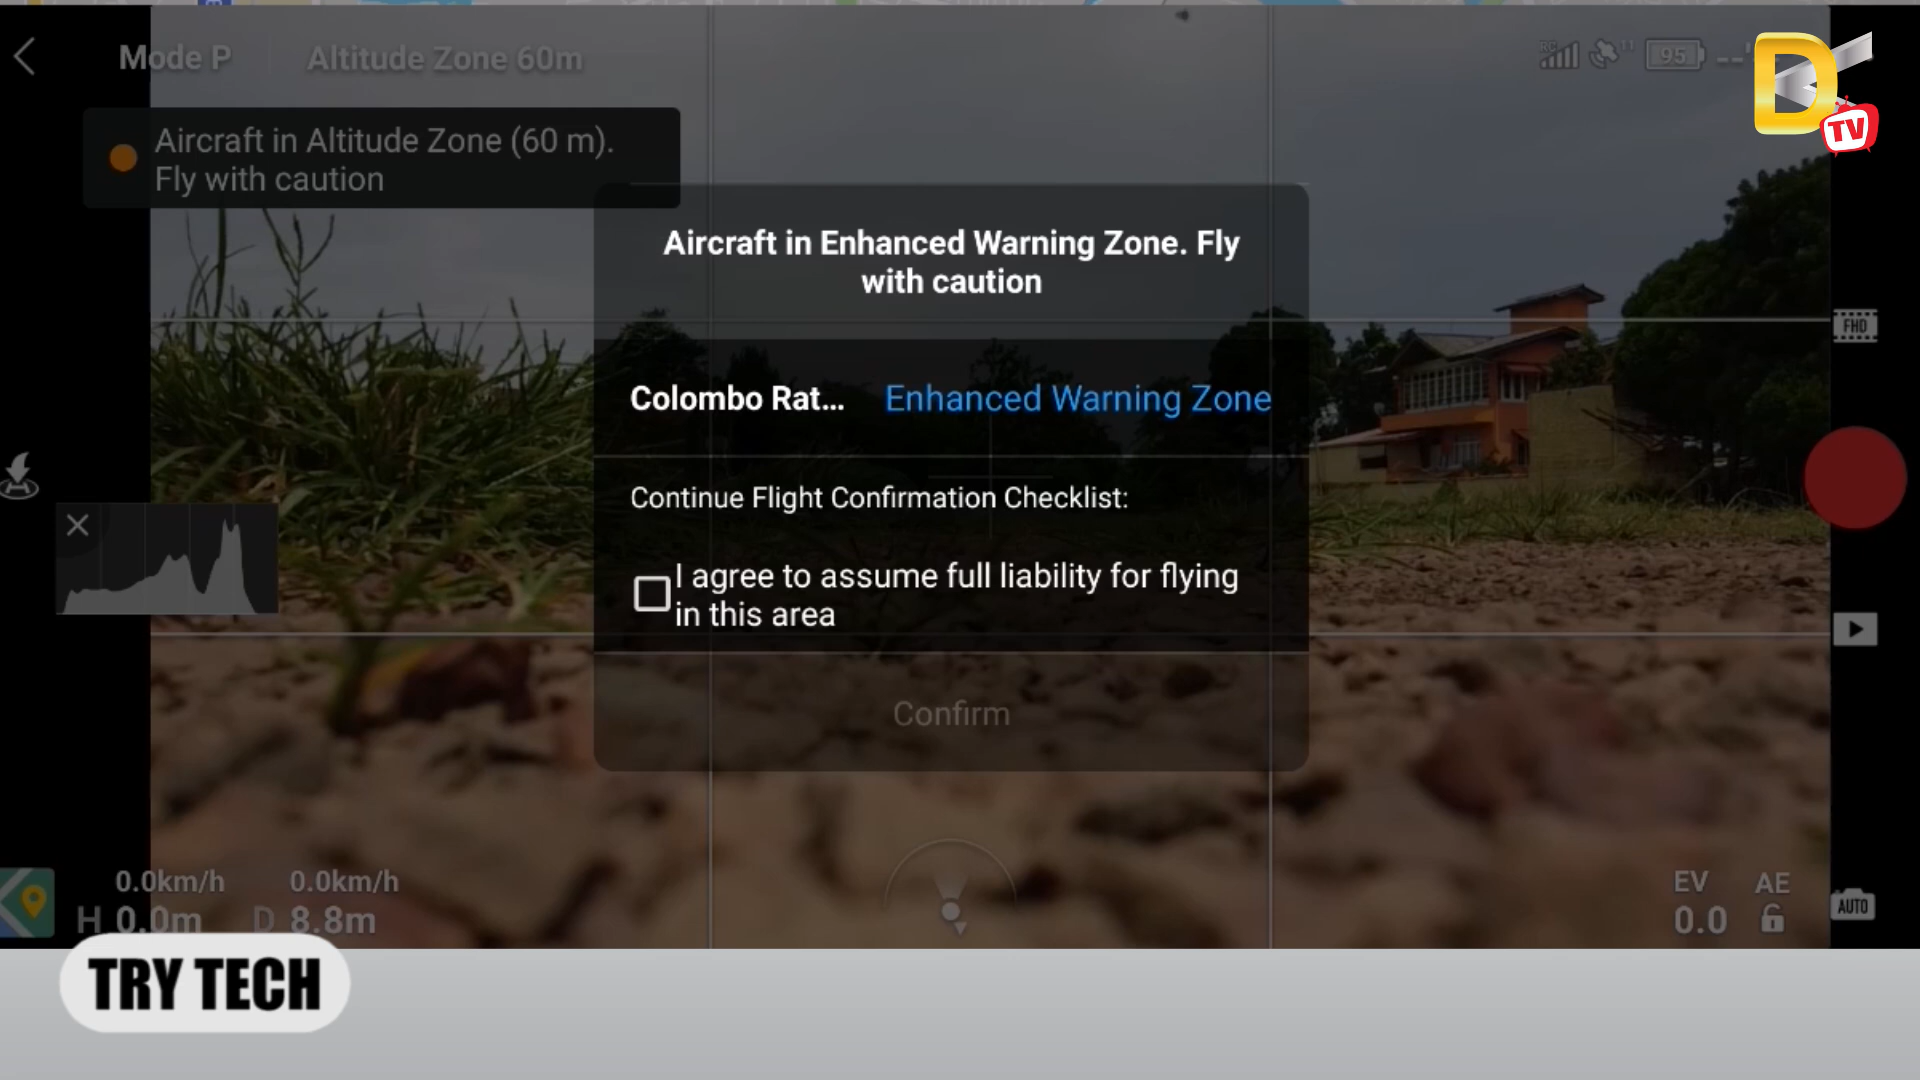 Mode P
Altitude Zone 60m
RC
11
95
Aircraft in Altitude Zone (60 m).
Fly with caution
D
TV
Aircraft in Enhanced Warning Zone. Fly
with caution
FHD
Colombo Rat...
Enhanced Warning Zone
Continue Flight Confirmation Checklist:
I agree to assume full liability for flying
in this area
Confirm
0.0km/h
0.0km/h
H 0.0m
D 8.8m
EV
0.0
AE
AUTO
TRY TECH